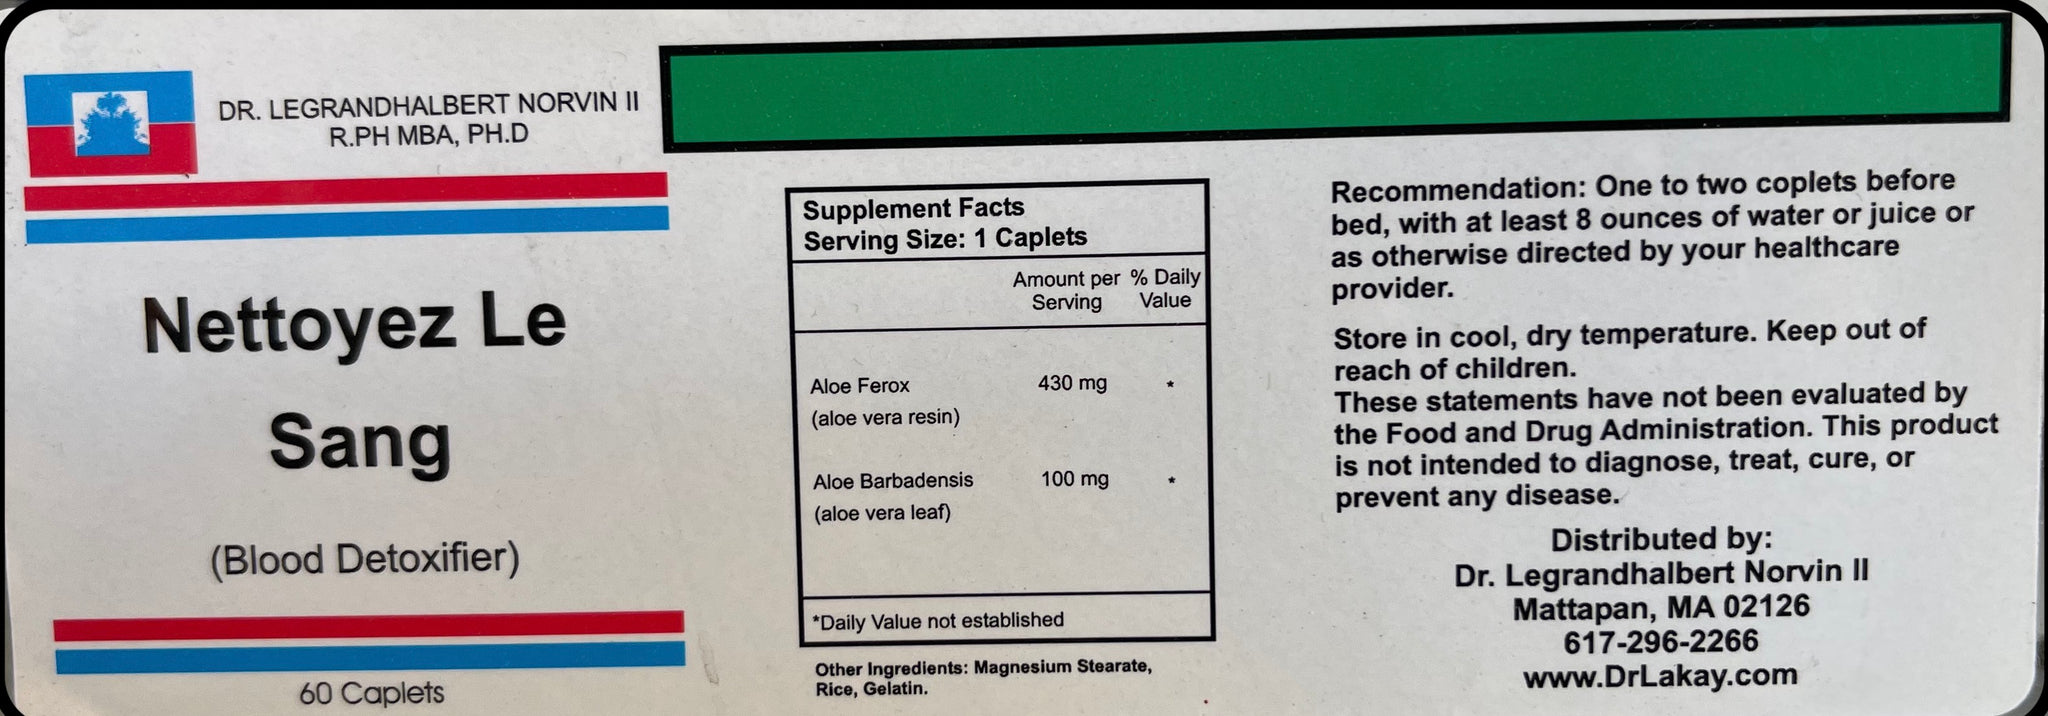 DR. LEGRANDHALBERT NORVIN II
R.PH MBA, PH.D
Nettoyez Le
Sang
(Blood Detoxifier)
60 Caplets
Supplement Facts
Serving Size: 1 Caplets
Amount per % Daily
Serving Value
Aloe Ferox 430 mg *
(aloe vera resin)
Aloe Barbadensis 100 mg *
(aloe vera leaf)
*Daily Value not established
Other Ingredients: Magnesium Stearate,
Rice, Gelatin.
Recommendation: One to two coplets before
bed, with at least 8 ounces of water or juice or
as otherwise directed by your healthcare
provider.
Store in cool, dry temperature. Keep out of
reach of children.
These statements have not been evaluated by
the Food and Drug Administration. This product
is not intended to diagnose, treat, cure, or
prevent any disease.
Distributed by:
Dr. Legrandhalbert Norvin II
Mattapan, MA 02126
617-296-2266
www.DrLakay.com